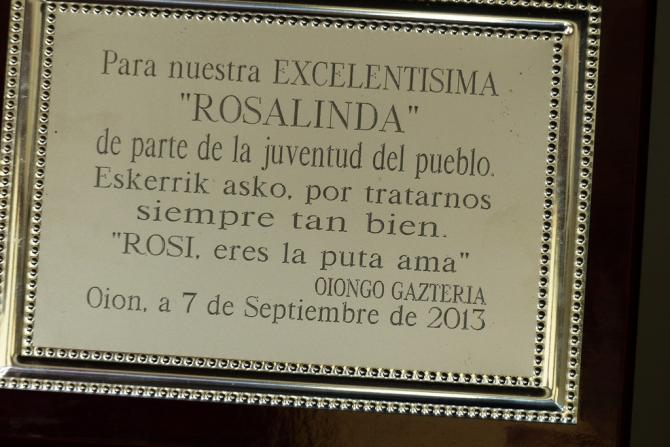 Para nuestra EXCELENTISIMA
"ROSALINDA"
de parte de la juventud del pueblo.
Eskerrik asko, por tratarnos
siempre tan bien.
"ROSI, eres la puta ama"
OIONGO GAZTERIA
Oion, a 7 de Septiembre de 2013